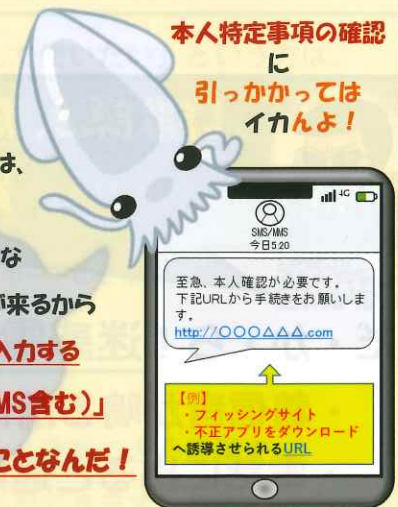 本人特定事項の確認
に
引っかかっては
イカんよ！
は、
な
が来るから
入力する
MS含む）」
ことなんだ！
4G
SMS/MMS
今日5:20
至急、本人確認が必要です。
下記URLから手続きをお願いしま
す。
http://〇〇〇△△△.com
【例】
・フィッシングサイト
・不正アプリをダウンロード
へ誘導させられるURL